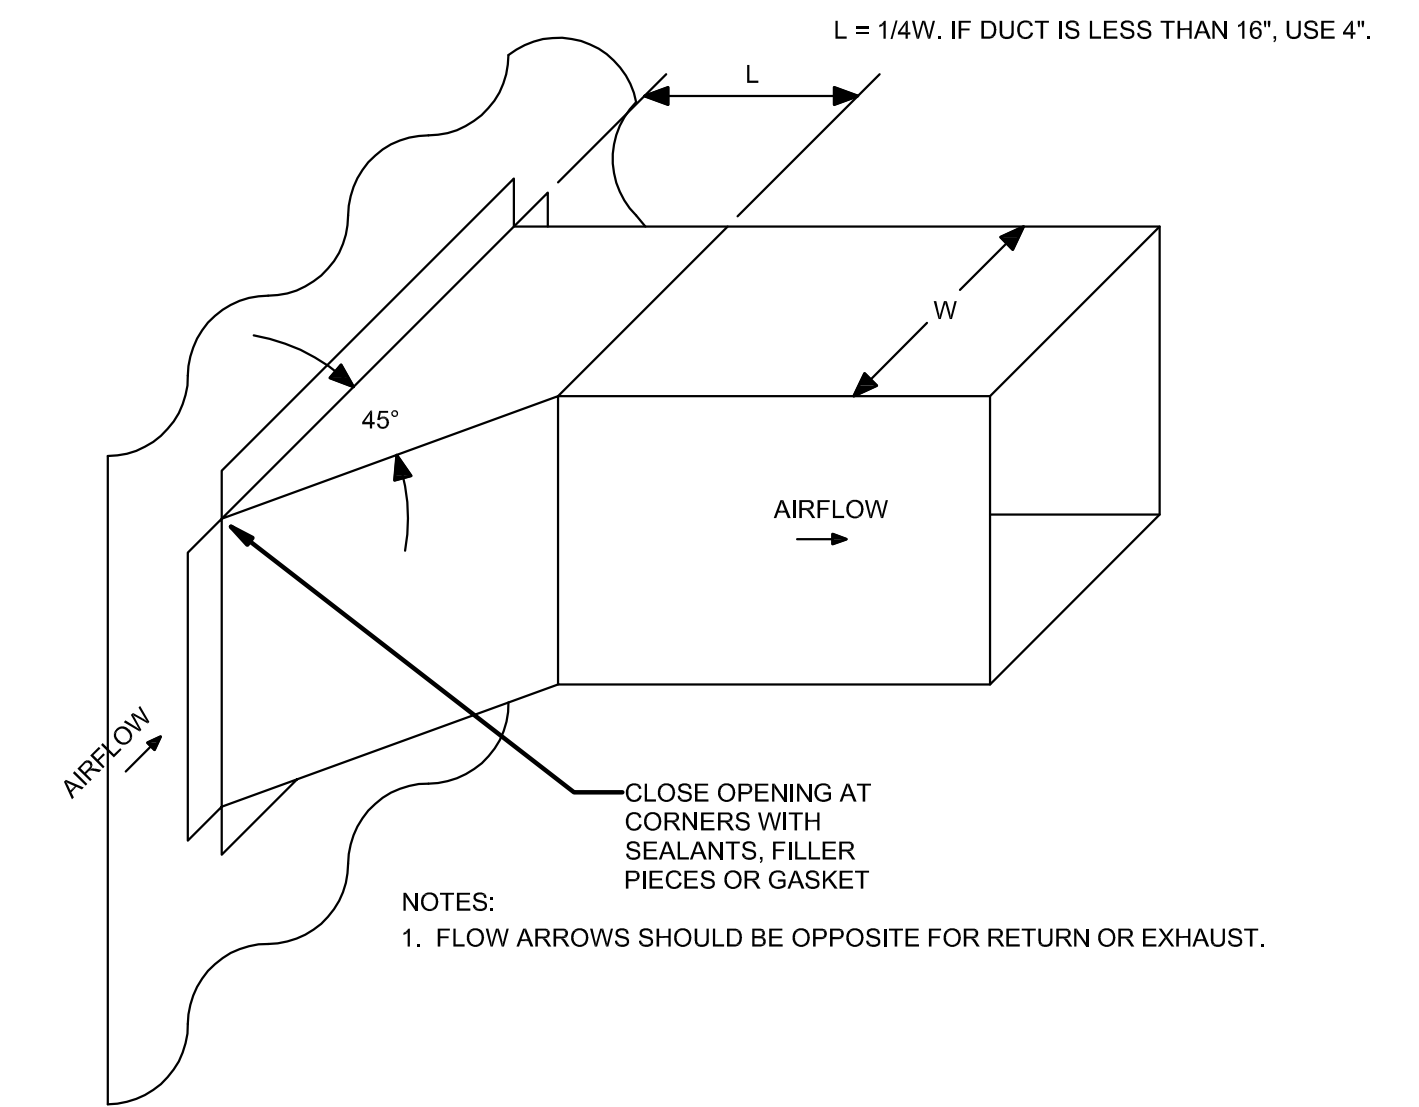 L = 1/4W. IF DUCT IS LESS THAN 16", USE 4".
L
W
45°
AIRFLOW
AIRFLOW
CLOSE OPENING AT
CORNERS WITH
SEALANTS, FILLER
PIECES OR GASKET
NOTES:
1. FLOW ARROWS SHOULD BE OPPOSITE FOR RETURN OR EXHAUST.